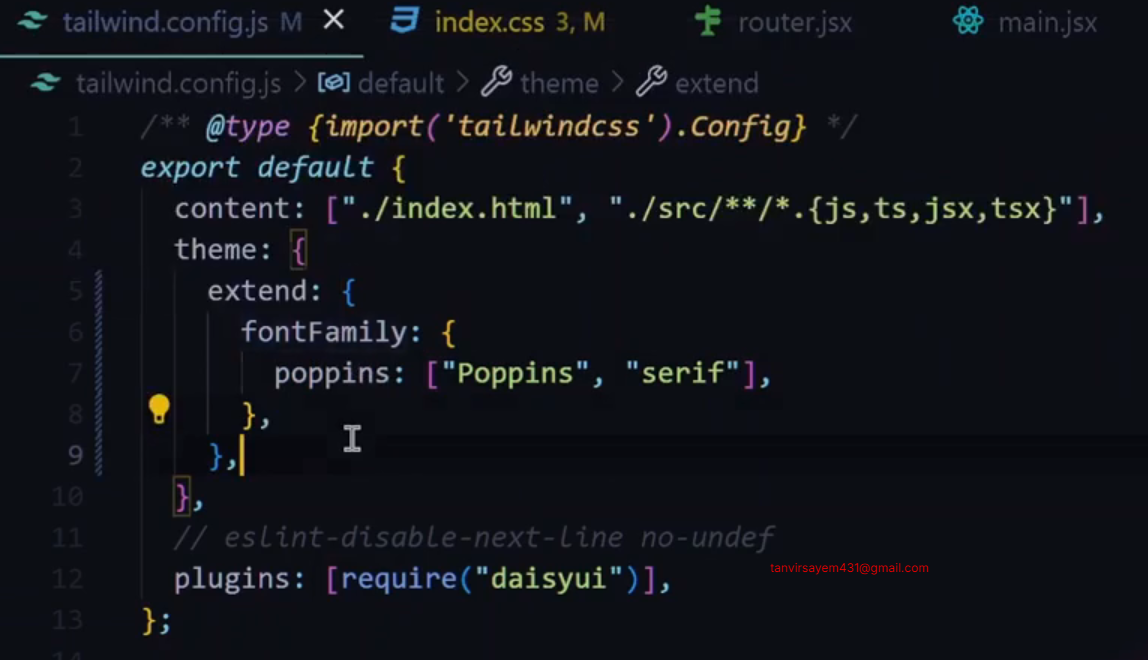 tailwind.config.js M index.css 3, M router.jsx main.jsx
tailwind.config.js > default > theme > extend
1 /** @type {import('tailwindcss').Config} */
2 export default {
3 content: ["./index.html", "./src/**/*.{js,ts,jsx,tsx}"],
4 theme: {
5 extend: {
6 fontFamily: {
7 poppins: ["Poppins", "serif"],
8 },
9 },
10 },
11 // eslint-disable-next-line no-undef
12 plugins: [require("daisyui")],
tanvirsayem431@gmail.com
13 };
14